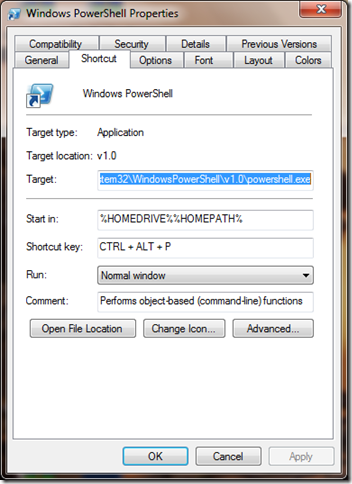 Windows PowerShell Properties
Compatibility Security Details Previous Versions
General Shortcut Options Font Layout Colors
Windows PowerShell
Target type: Application
Target location: v1.0
Target: stem32\WindowsPowerShell\v1.0\powershell.exe
Start in: %HOMEDRIVE%%HOMEPATH%
Shortcut key: CTRL + ALT + P
Run: Normal window
Comment: Performs object-based (command-line) functions
Open File Location Change Icon... Advanced...
OK Cancel Apply